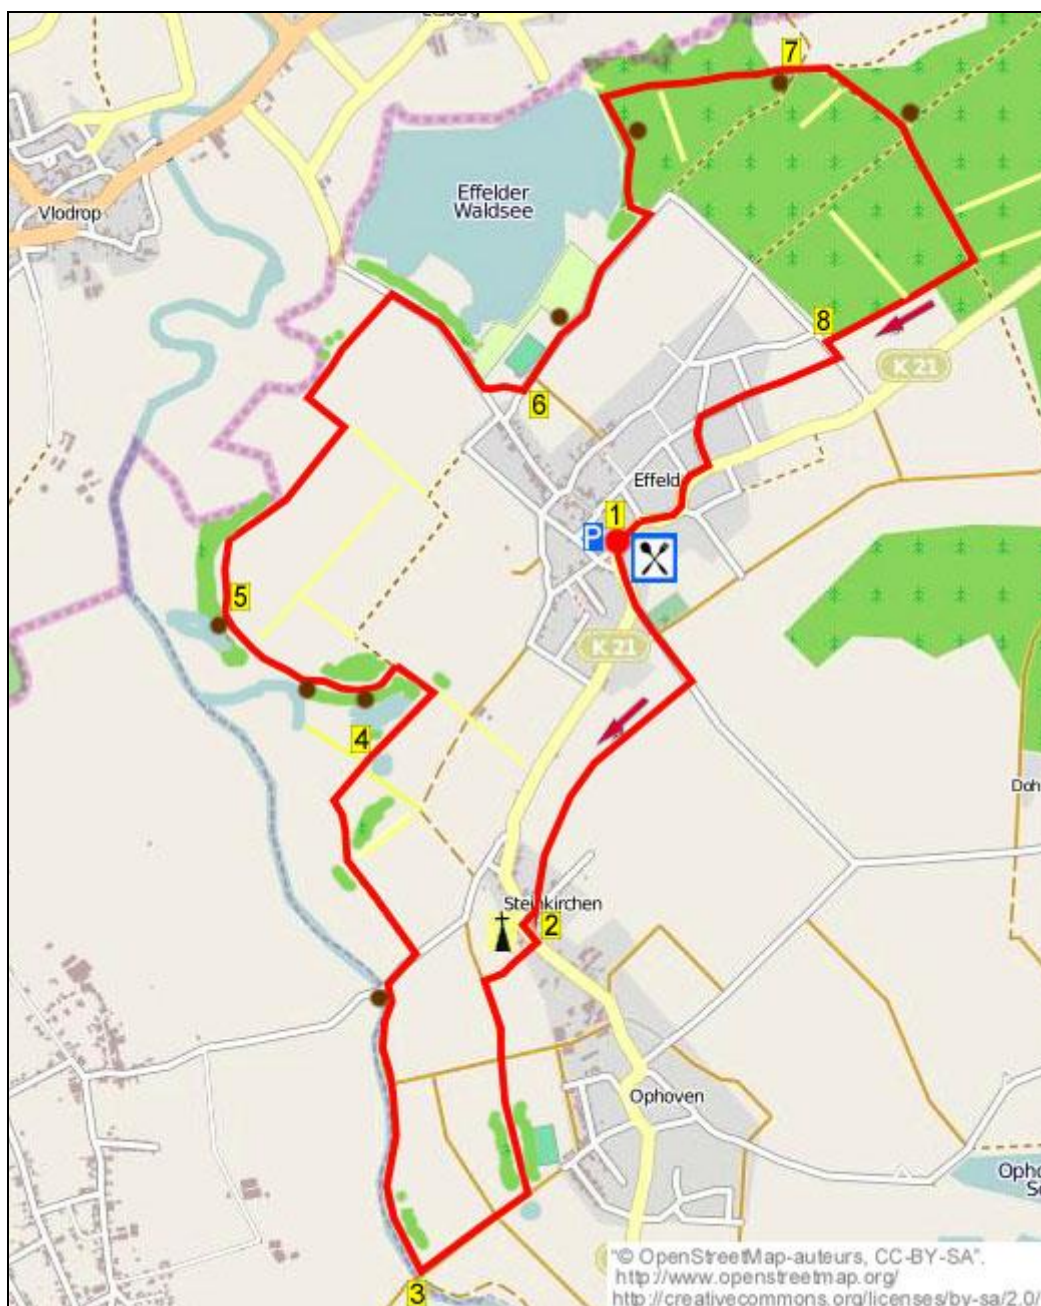 7
Effelder
Waldsee
Vlodrop
8
K 21
6
Effeld
1
P
5
K 21
4
Steinkirchen
2
Doh
Ophoven
Opho
3
"© OpenStreetMap-auteurs, CC-BY-SA".
http://www.openstreetmap.org/
http://creativecommons.org/licenses/by-sa/2.0/